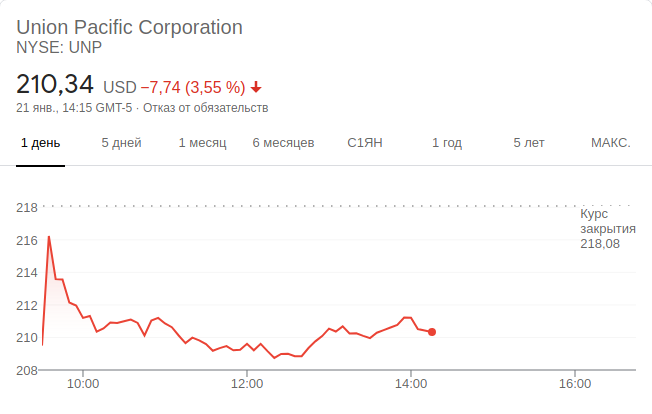 Union Pacific Corporation
NYSE: UNP
210,34 USD −7,74 (3,55 %)
21 янв., 14:15 GMT-5 · Отказ от обязательств
1 день 5 дней 1 месяц 6 месяцев С1ЯН 1 год 5 лет МАКС.
218
Курс
закрытия
218,08
216
214
212
210
208
10:00 12:00 14:00 16:00